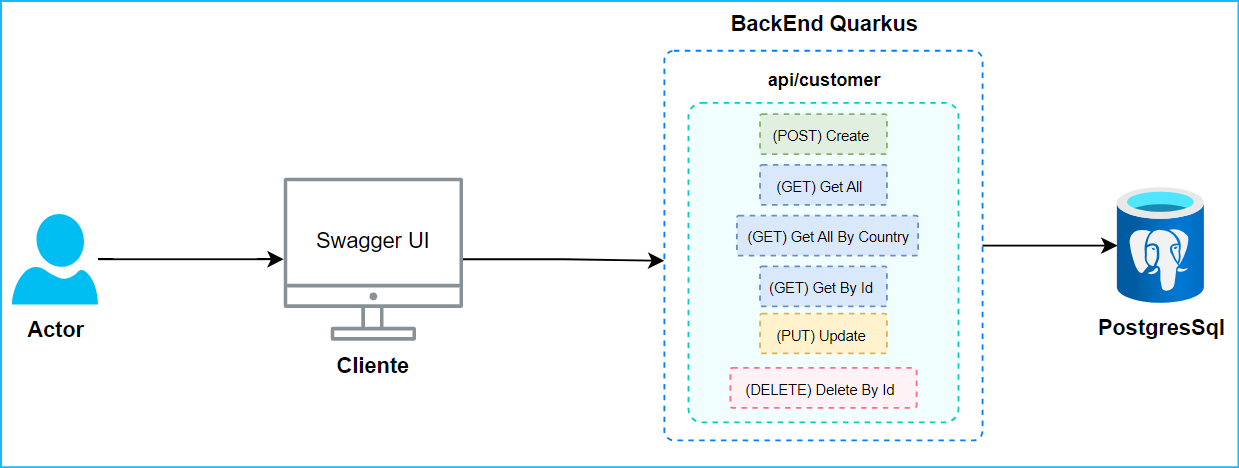 BackEnd Quarkus
api/customer
(POST) Create
(GET) Get All
(GET) Get All By Country
(GET) Get By Id
(PUT) Update
(DELETE) Delete By Id
Swagger UI
Actor
Cliente
PostgresSql